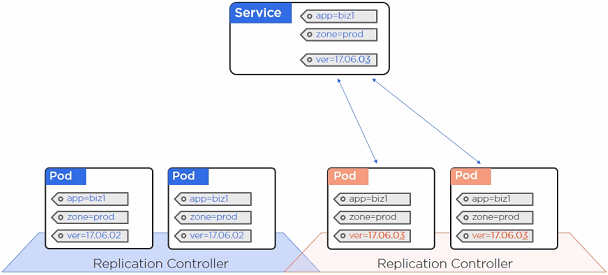 Service
app=biz1
zone=prod
ver=17.06.03
Pod
app=biz1
zone=prod
ver=17.06.02
Pod
app=biz1
zone=prod
ver=17.06.02
Pod
app=biz1
zone=prod
ver=17.06.03
Pod
app=biz1
zone=prod
ver=17.06.03
Replication Controller
Replication Controller